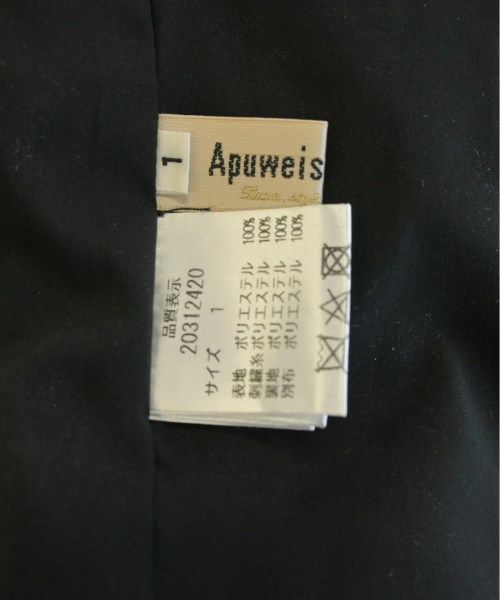 1
Apuweis
品質表示
20312420
サイズ 1
表地 ポリエステル 100%
刺繍糸 ポリエステル 100%
裏地 ポリエステル 100%
別布 ポリエステル 100%